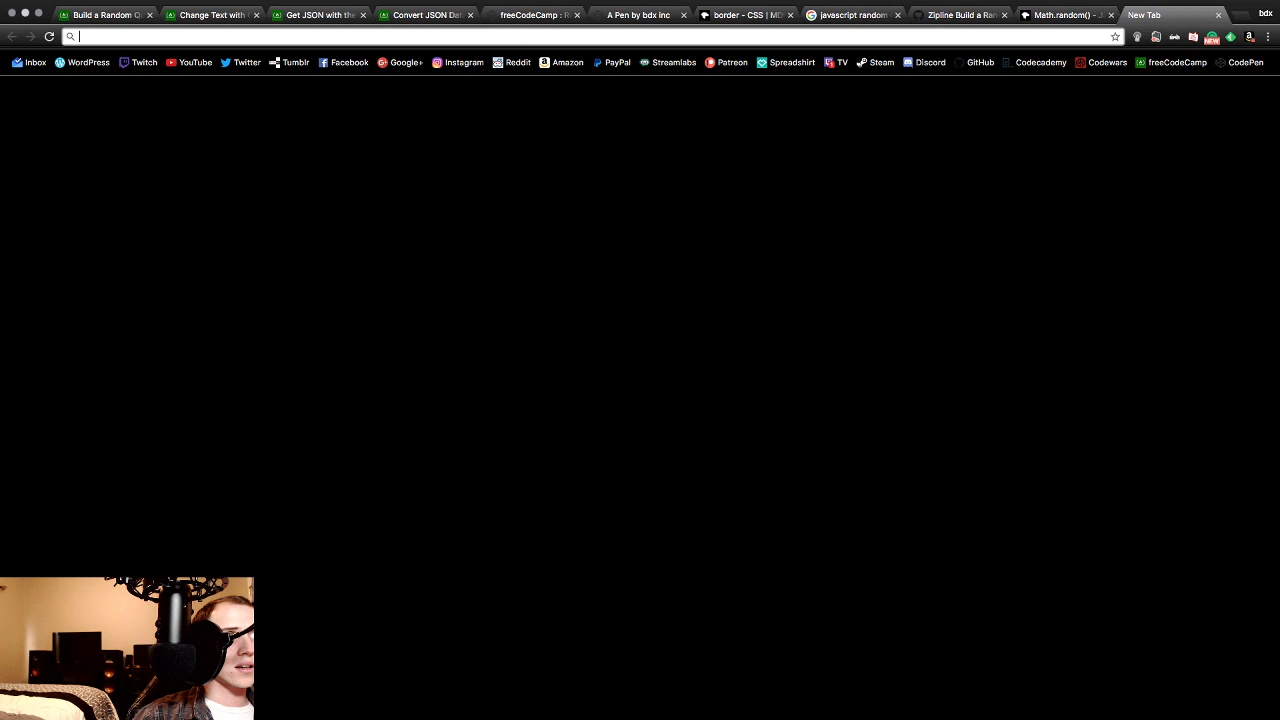 Build a Random Qu Change Text with Get JSON with the Convert JSON Dat freeCodeCamp : R A Pen by bdx inc border - CSS | MD javascript random Zipline Build a Ran Math.random() - J New Tab bdx
Inbox WordPress Twitch YouTube Twitter Tumblr Facebook Google+ Instagram Reddit Amazon PayPal Streamlabs Patreon Spreadshirt TV Steam Discord GitHub Codecademy Codewars freeCodeCamp CodePen